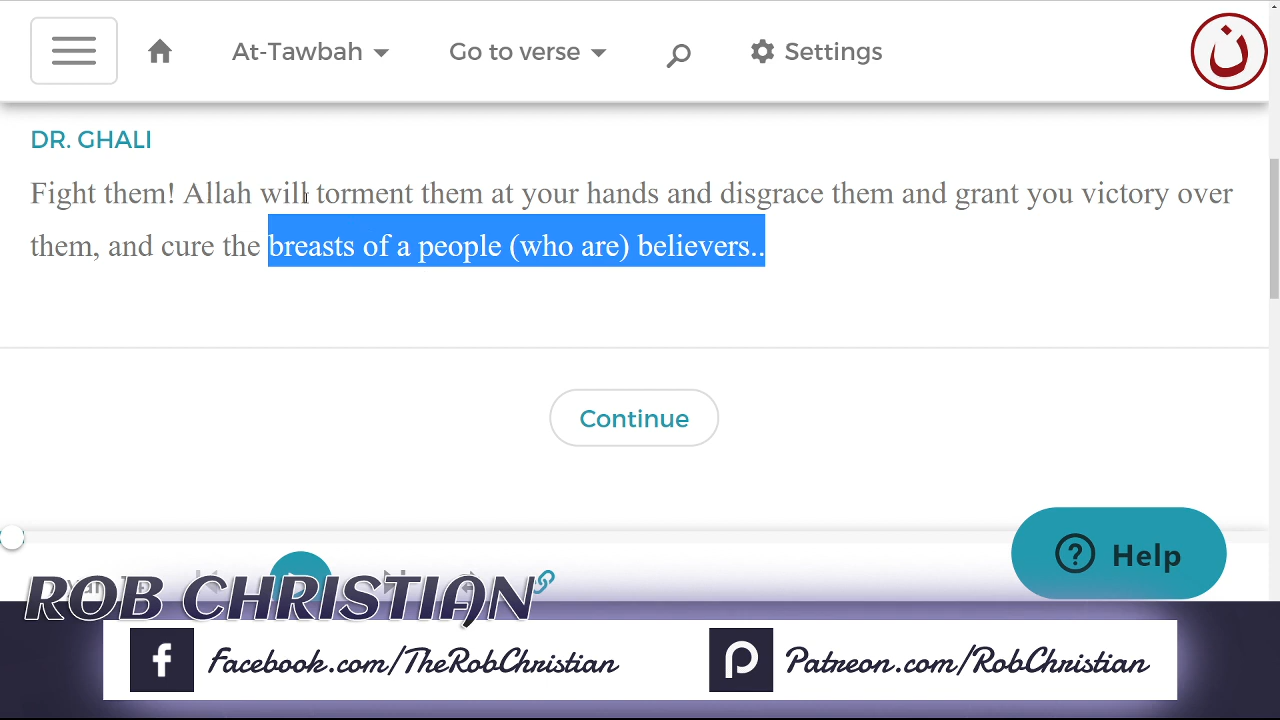 At-Tawbah
Go to verse
Settings
ن
DR. GHALI
Fight them! Allah will torment them at your hands and disgrace them and grant you victory over
them, and cure the breasts of a people (who are) believers..
Continue
Help
ROB CHRISTIAN
Facebook.com/TheRobChristian
Patreon.com/RobChristian